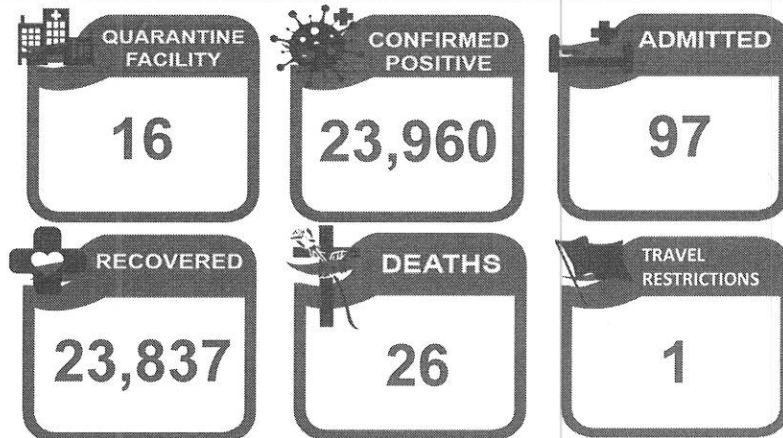 QUARANTINE
FACILITY
16
CONFIRMED
POSITIVE
23,960
ADMITTED
97
RECOVERED
23,837
DEATHS
26
TRAVEL
RESTRICTIONS
1